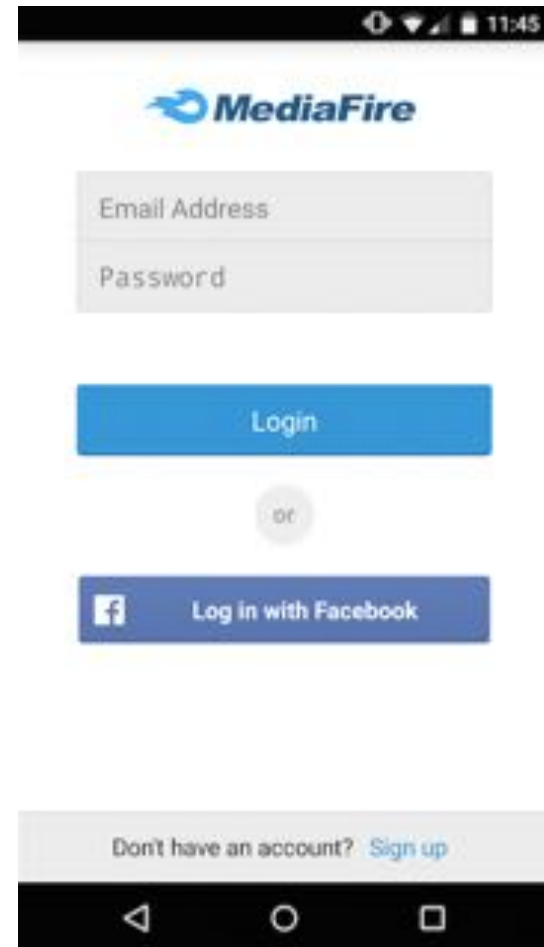 11:45
MediaFire
Email Address
Password
Login
or
Log in with Facebook
Don't have an account? Sign up